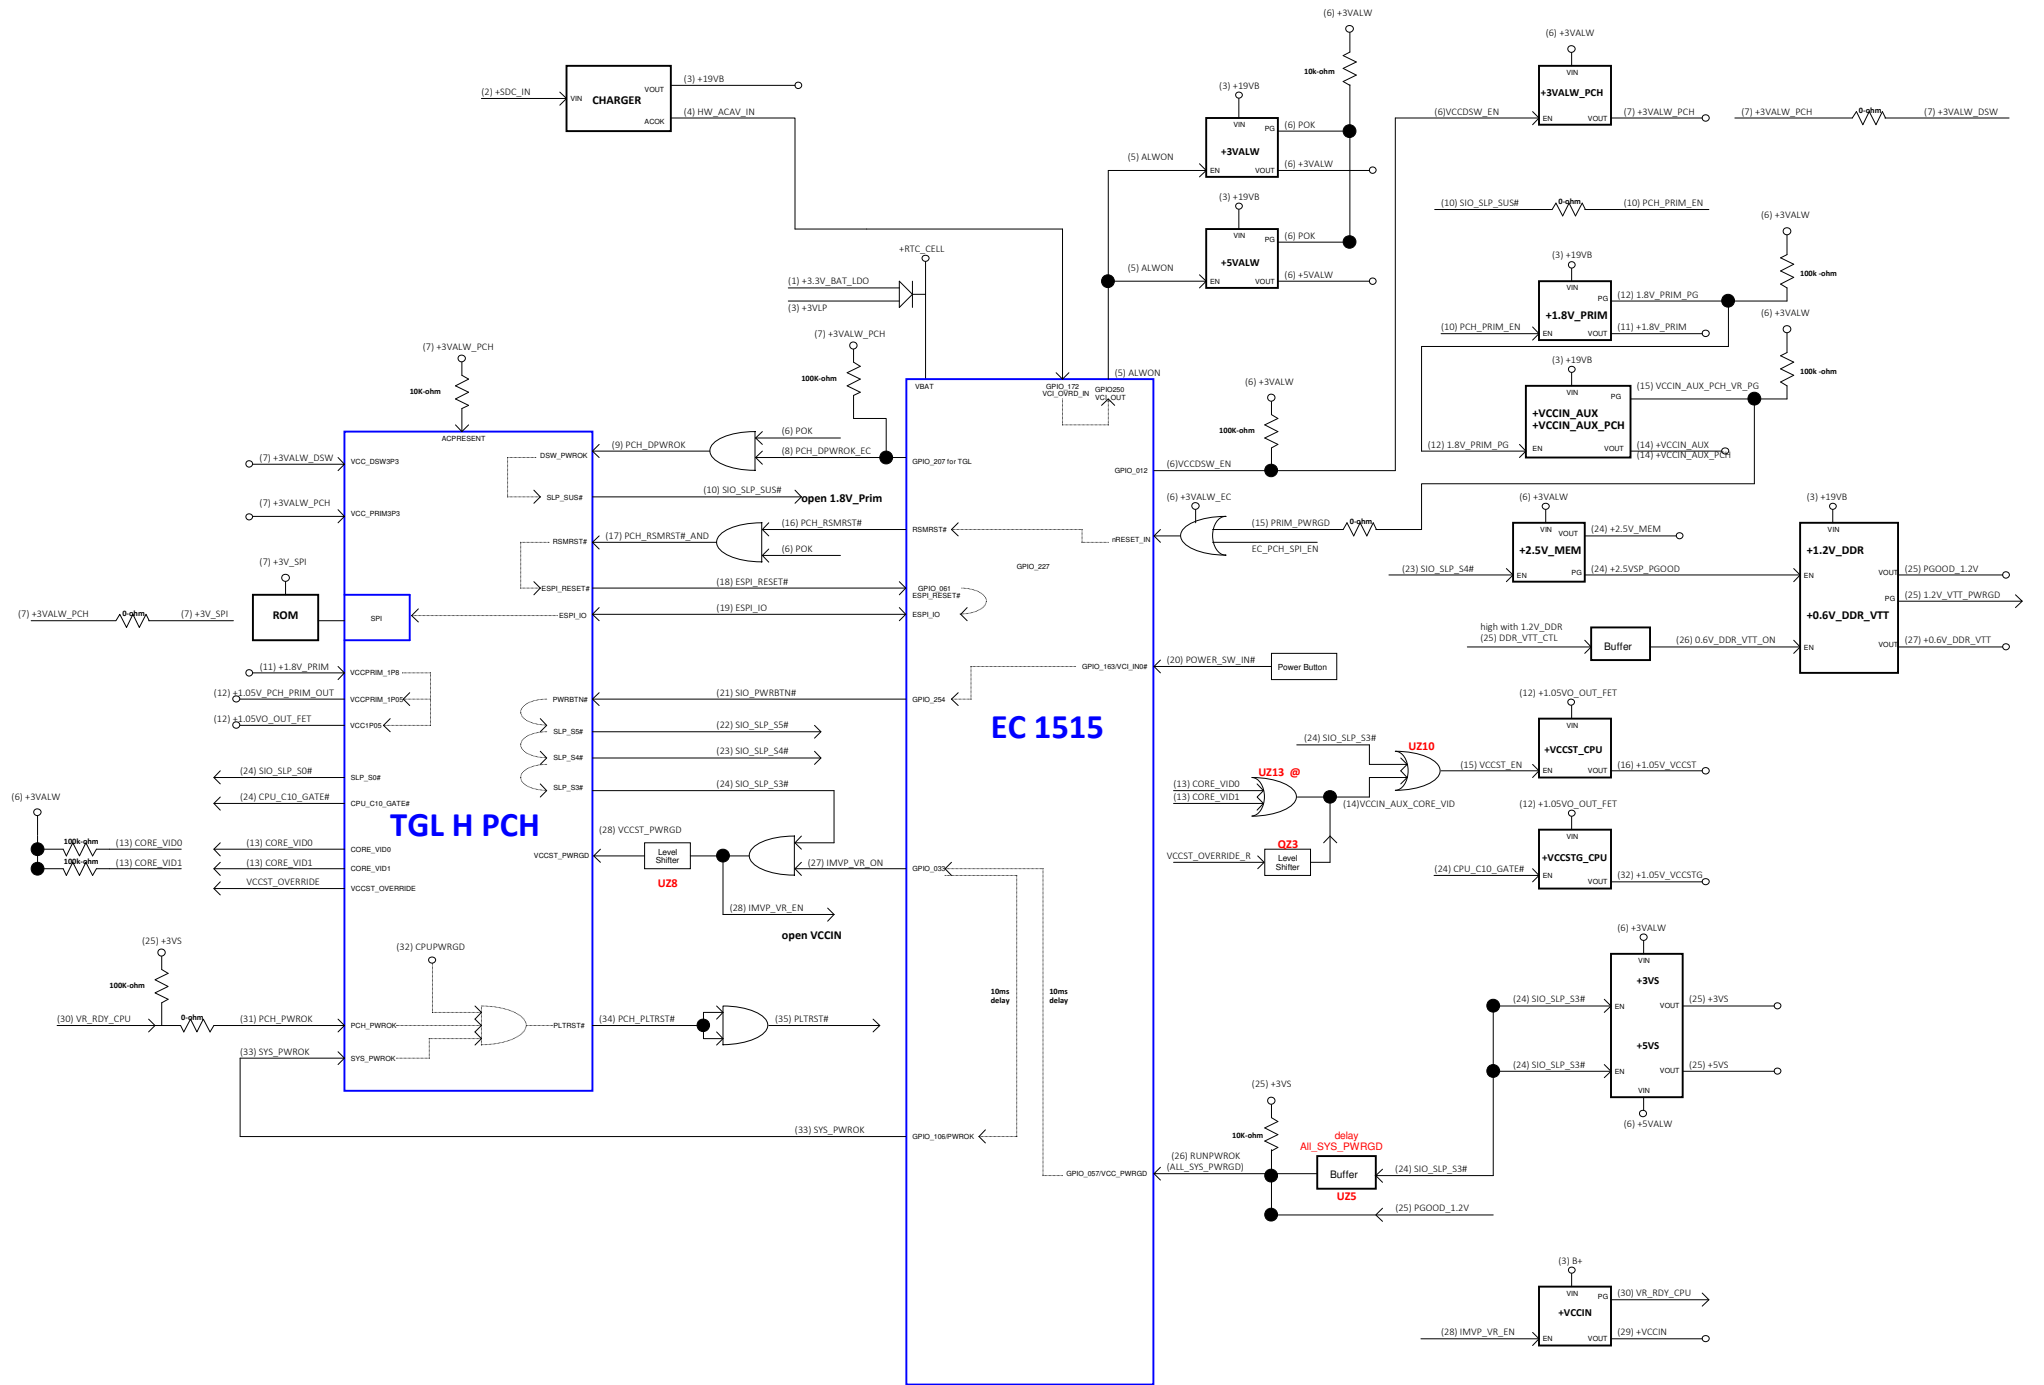 (6) +3VALW
10k-ohm
(2) +SDC_IN
VIN
CHARGER
VOUT
ACOK
(3) +19VB
(4) HW_ACAV_IN
(3) +19VB
VIN
PG
+3VALW
EN
VOUT
(6) POK
(6) +3VALW
(5) ALWON
(3) +19VB
VIN
PG
+5VALW
EN
VOUT
(6) POK
(6) +5VALW
(5) ALWON
(6) +3VALW
VIN
+3VALW_PCH
EN
VOUT
(6)VCCDSW_EN
(7) +3VALW_PCH
(7) +3VALW_PCH
0-ohm
(7) +3VALW_DSW
(10) SIO_SLP_SUS#
0-ohm
(10) PCH_PRIM_EN
(6) +3VALW
100k -ohm
(3) +19VB
VIN
PG
+1.8V_PRIM
EN
VOUT
(12) 1.8V_PRIM_PG
(10) PCH_PRIM_EN
(11) +1.8V_PRIM
(6) +3VALW
100k -ohm
(3) +19VB
VIN
PG
+VCCIN_AUX
+VCCIN_AUX_PCH
EN
VOUT
(15) VCCIN_AUX_PCH_VR_PG
(12) 1.8V_PRIM_PG
(14) +VCCIN_AUX
(14) +VCCIN_AUX_PCH
+RTC_CELL
(1) +3.3V_BAT_LDO
(3) +3VLP
(7) +3VALW_PCH
100K-ohm
(7) +3VALW_PCH
10K-ohm
ACPRESENT
VBAT
GPIO_172
VCI_OVRD_IN
GPIO250
VCI_OUT
(5) ALWON
(6) +3VALW
100K-ohm
(7) +3VALW_DSW
VCC_DSW3P3
DSW_PWROK
(9) PCH_DPWROK
(6) POK
(8) PCH_DPWROK_EC
GPIO_207 for TGL
GPIO_012
(6)VCCDSW_EN
(7) +3VALW_PCH
VCC_PRIM3P3
SLP_SUS#
(10) SIO_SLP_SUS#
open 1.8V_Prim
RSMRST#
(17) PCH_RSMRST#_AND
(16) PCH_RSMRST#
(6) POK
RSMRST#
nRESET_IN
(6) +3VALW_EC
(15) PRIM_PWRGD
0-ohm
EC_PCH_SPI_EN
GPIO_227
(6) +3VALW
VIN
VOUT
+2.5V_MEM
PG
EN
(24) +2.5V_MEM
(23) SIO_SLP_S4#
(24) +2.5VSP_PGOOD
(3) +19VB
VIN
+1.2V_DDR
EN
VOUT
PG
+0.6V_DDR_VTT
VOUT
EN
(25) PGOOD_1.2V
(25) 1.2V_VTT_PWRGD
(27) +0.6V_DDR_VTT
high with 1.2V_DDR
(25) DDR_VTT_CTL
Buffer
(26) 0.6V_DDR_VTT_ON
(7) +3V_SPI
ROM
SPI
(7) +3VALW_PCH
0-ohm
(7) +3V_SPI
ESPI_RESET#
(18) ESPI_RESET#
GPIO_061
ESPI_RESET#
ESPI_IO
(19) ESPI_IO
ESPI_IO
(11) +1.8V_PRIM
VCCPRIM_1P8
(12) +1.05V_PCH_PRIM_OUT
VCCPRIM_1P05
(12) +1.05VO_OUT_FET
VCC1P05
GPIO_163/VCI_IN0#
(20) POWER_SW_IN#
Power Button
PWRBTN#
(21) SIO_PWRBTN#
GPIO_254
SLP_S5#
(22) SIO_SLP_S5#
SLP_S4#
(23) SIO_SLP_S4#
SLP_S3#
(24) SIO_SLP_S3#
EC 1515
TGL H PCH
(24) SIO_SLP_S0#
SLP_S0#
(24) CPU_C10_GATE#
CPU_C10_GATE#
(6) +3VALW
100k-ohm
(13) CORE_VID0
(13) CORE_VID0
CORE_VID0
100k-ohm
(13) CORE_VID1
(13) CORE_VID1
CORE_VID1
VCCST_OVERRIDE
VCCST_OVERRIDE
VCCST_PWRGD
(28) VCCST_PWRGD
Level
Shifter
UZ8
(27) IMVP_VR_ON
GPIO_033
(28) IMVP_VR_EN
open VCCIN
(24) SIO_SLP_S3#
UZ10
UZ13 @
(13) CORE_VID0
(13) CORE_VID1
(14)VCCIN_AUX_CORE_VID
(15) VCCST_EN
VCCST_OVERRIDE_R
QZ3
Level
Shifter
(12) +1.05VO_OUT_FET
VIN
+VCCST_CPU
EN
VOUT
(16) +1.05V_VCCST
(12) +1.05VO_OUT_FET
VIN
+VCCSTG_CPU
EN
VOUT
(24) CPU_C10_GATE#
(32) +1.05V_VCCSTG
(25) +3VS
100K-ohm
(30) VR_RDY_CPU
0-ohm
(31) PCH_PWROK
PCH_PWROK
(32) CPUPWRGD
PLTRST#
(34) PCH_PLTRST#
(35) PLTRST#
(33) SYS_PWROK
SYS_PWROK
10ms
delay
10ms
delay
(33) SYS_PWROK
GPIO_106/PWROK
GPIO_057/VCC_PWRGD
(26) RUNPWROK
(ALL_SYS_PWRGD)
(25) +3VS
10K-ohm
delay
All_SYS_PWRGD
Buffer
UZ5
(24) SIO_SLP_S3#
(25) PGOOD_1.2V
(6) +3VALW
VIN
+3VS
(24) SIO_SLP_S3#
EN
VOUT
(25) +3VS
+5VS
(24) SIO_SLP_S3#
EN
VOUT
(25) +5VS
VIN
(6) +5VALW
(3) B+
VIN
PG
+VCCIN
EN
VOUT
(30) VR_RDY_CPU
(28) IMVP_VR_EN
(29) +VCCIN